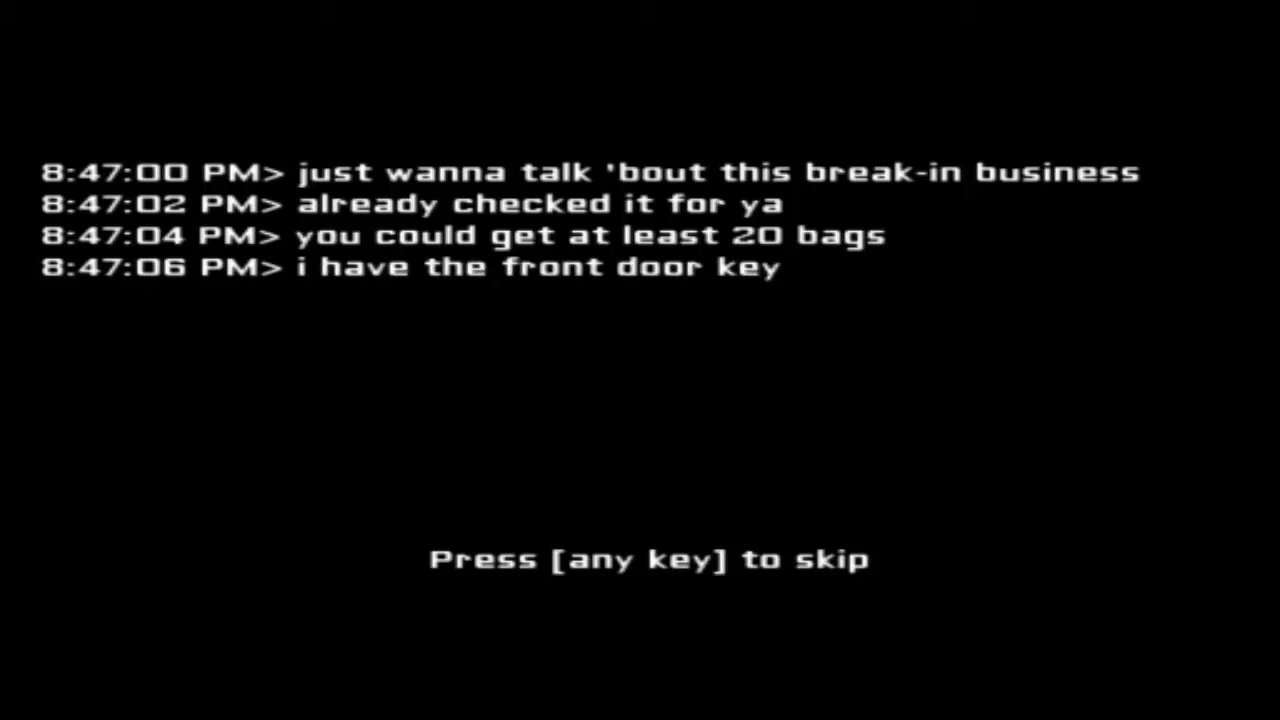 8:47:00 PM> just wanna talk 'bout this break-in business
8:47:02 PM> already checked it for ya
8:47:04 PM> you could get at least 20 bags
8:47:06 PM> i have the front door key
Press [any key] to skip